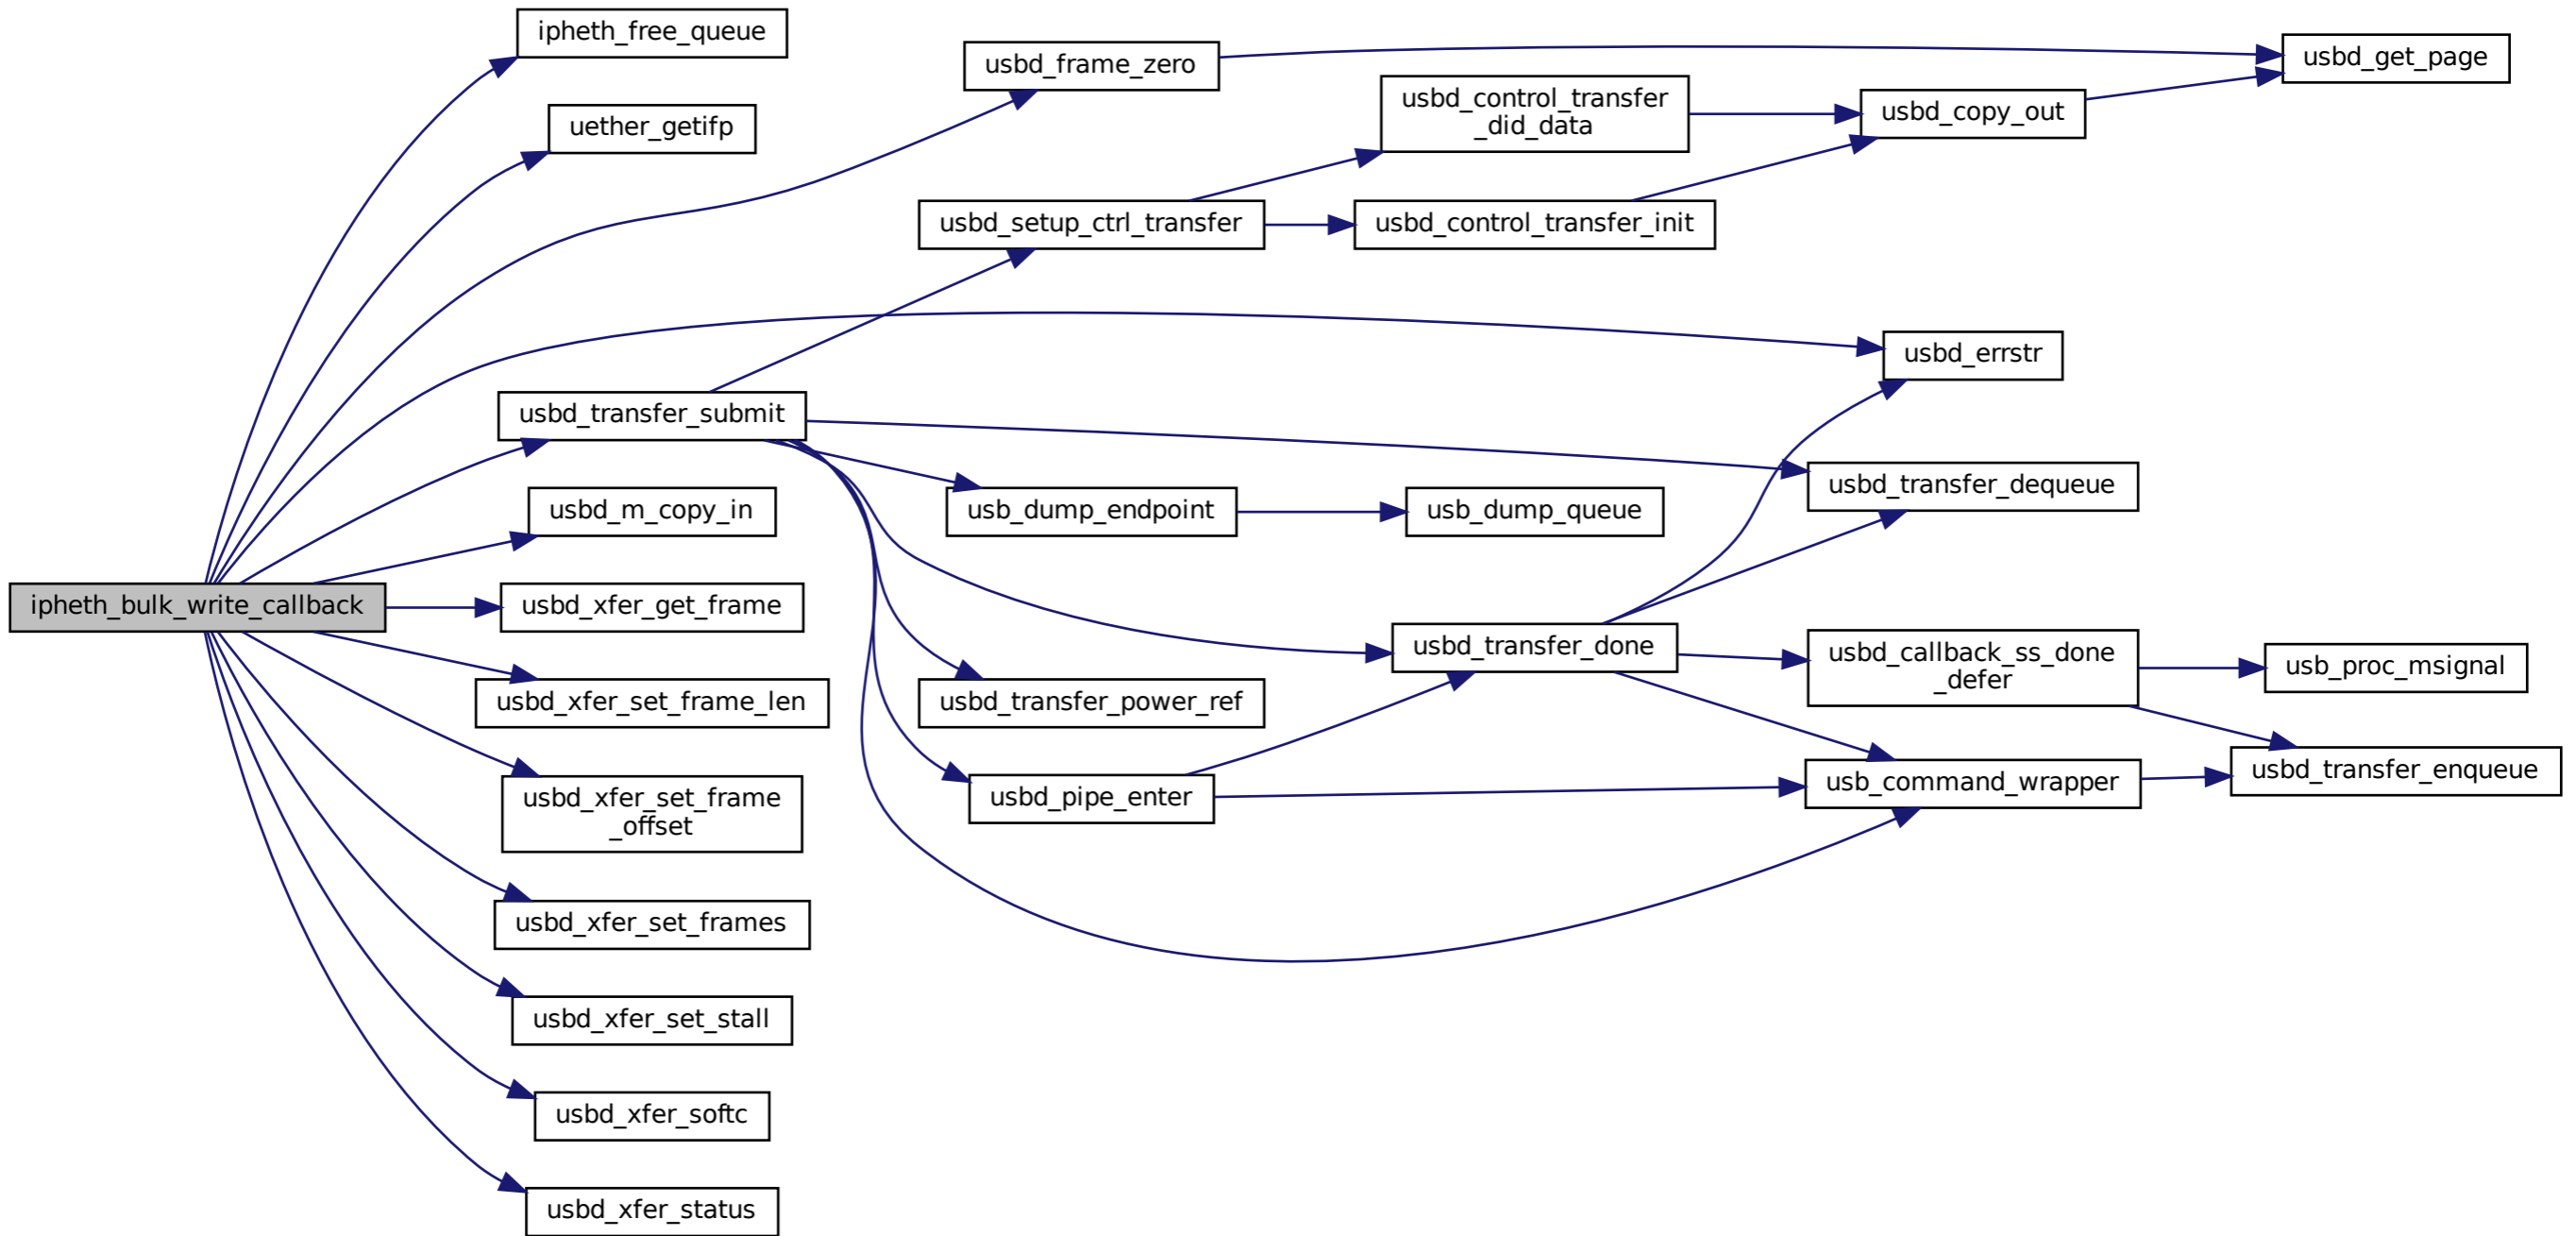 ipheth_free_queue
usbd_frame_zero
usbd_get_page
usbd_control_transfer
_did_data
usbd_copy_out
uether_getifp
usbd_setup_ctrl_transfer
usbd_control_transfer_init
usbd_errstr
usbd_transfer_submit
usbd_transfer_dequeue
usbd_m_copy_in
usb_dump_endpoint
usb_dump_queue
ipheth_bulk_write_callback
usbd_xfer_get_frame
usbd_transfer_done
usbd_callback_ss_done
_defer
usb_proc_msignal
usbd_xfer_set_frame_len
usbd_transfer_power_ref
usbd_xfer_set_frame
_offset
usbd_pipe_enter
usb_command_wrapper
usbd_transfer_enqueue
usbd_xfer_set_frames
usbd_xfer_set_stall
usbd_xfer_softc
usbd_xfer_status